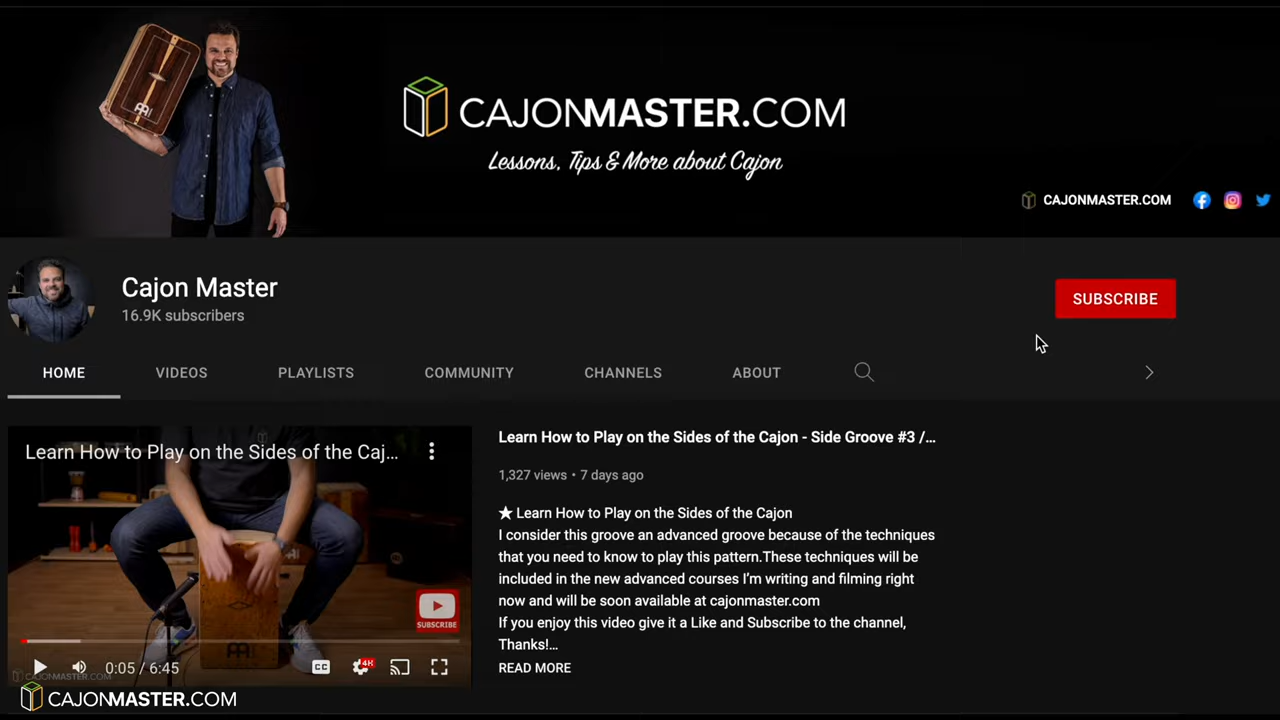 CAJONMASTER.COM
Lessons, Tips & More about Cajon
CAJONMASTER.COM
Cajon Master
16.9K subscribers
SUBSCRIBE
HOME VIDEOS PLAYLISTS COMMUNITY CHANNELS ABOUT
Learn How to Play on the Sides of the Caj...
SUBSCRIBE
CC 4K
0:05 / 6:45
CAJONMASTER.COM
CAJONMASTER.COM
Learn How to Play on the Sides of the Cajon - Side Groove #3 /...
1,327 views • 7 days ago
★ Learn How to Play on the Sides of the Cajon
I consider this groove an advanced groove because of the techniques
that you need to know to play this pattern.These techniques will be
included in the new advanced courses I'm writing and filming right
now and will be soon available at cajonmaster.com
If you enjoy this video give it a Like and Subscribe to the channel,
Thanks!...
READ MORE